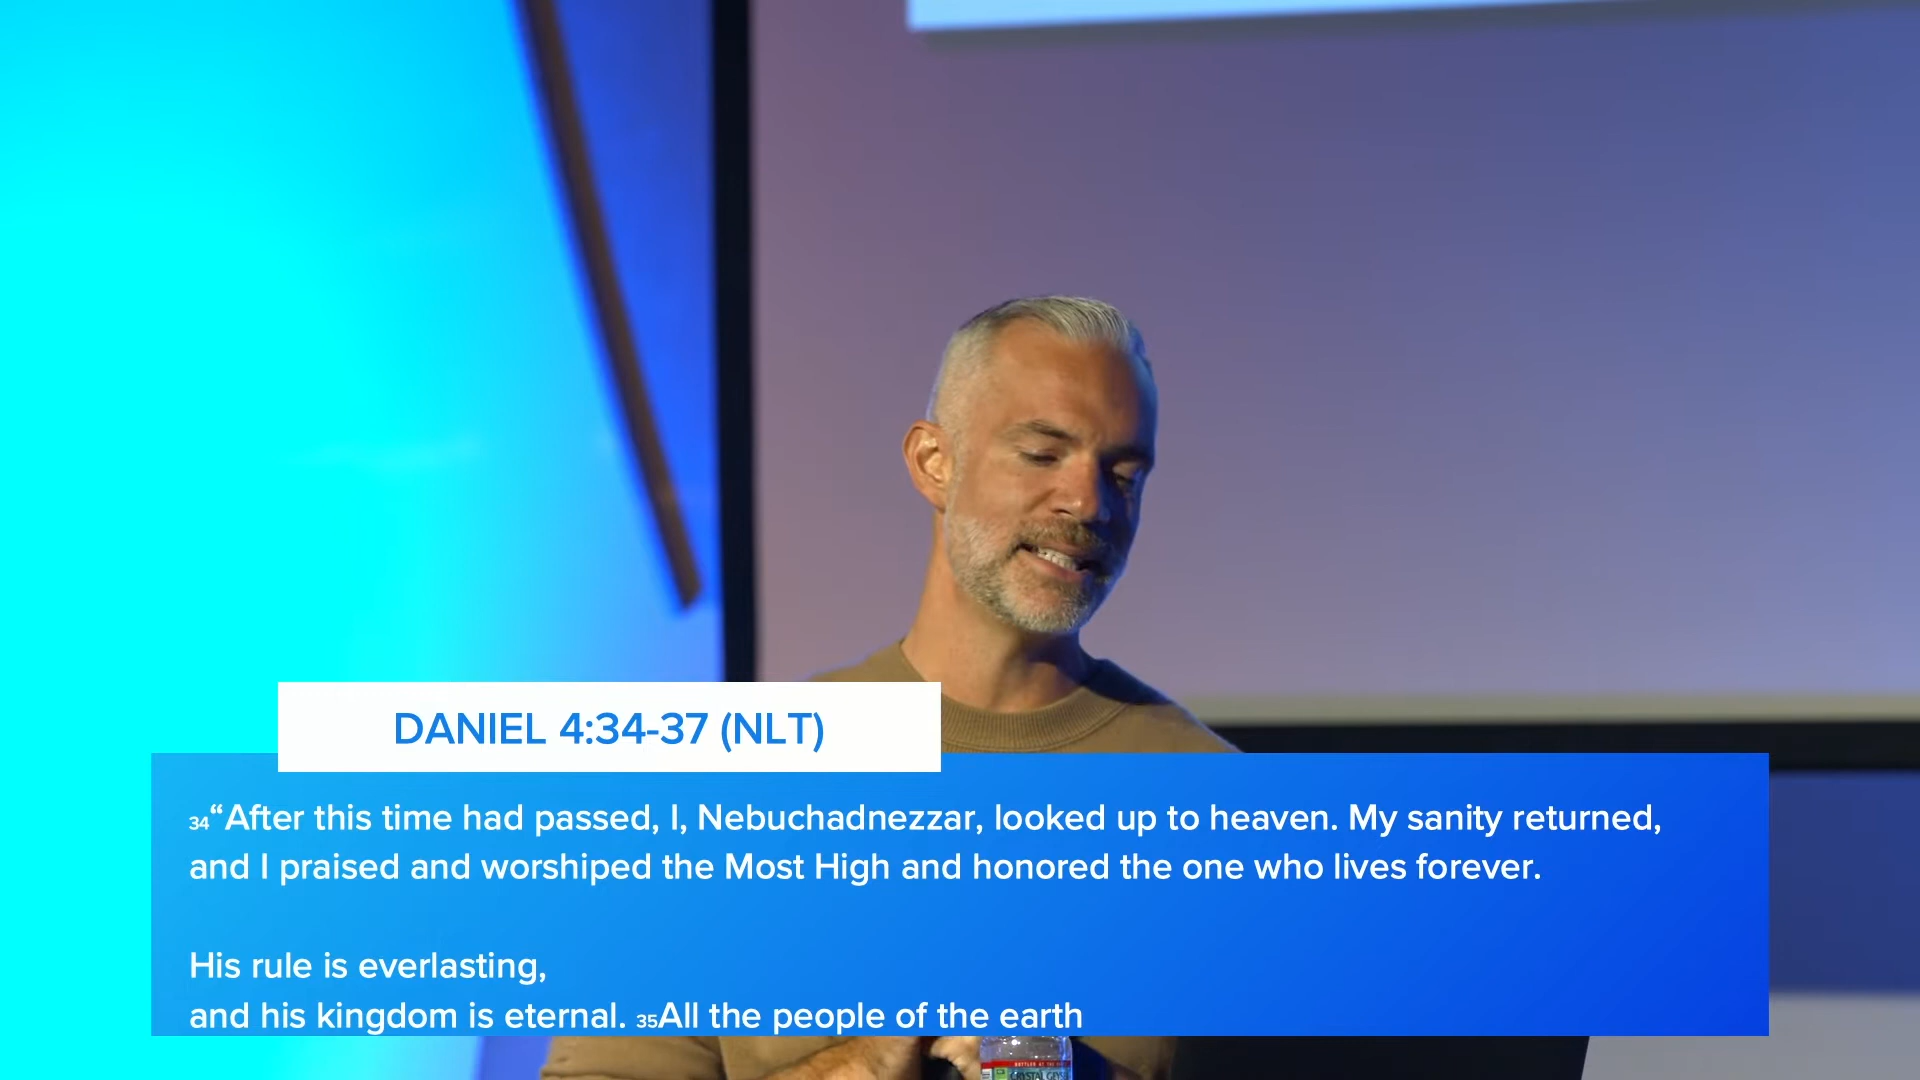 DANIEL 4:34-37 (NLT)
34“After this time had passed, I, Nebuchadnezzar, looked up to heaven. My sanity returned,
and I praised and worshiped the Most High and honored the one who lives forever.
His rule is everlasting,
and his kingdom is eternal. 35All the people of the earth
CRYSTAL GEYS